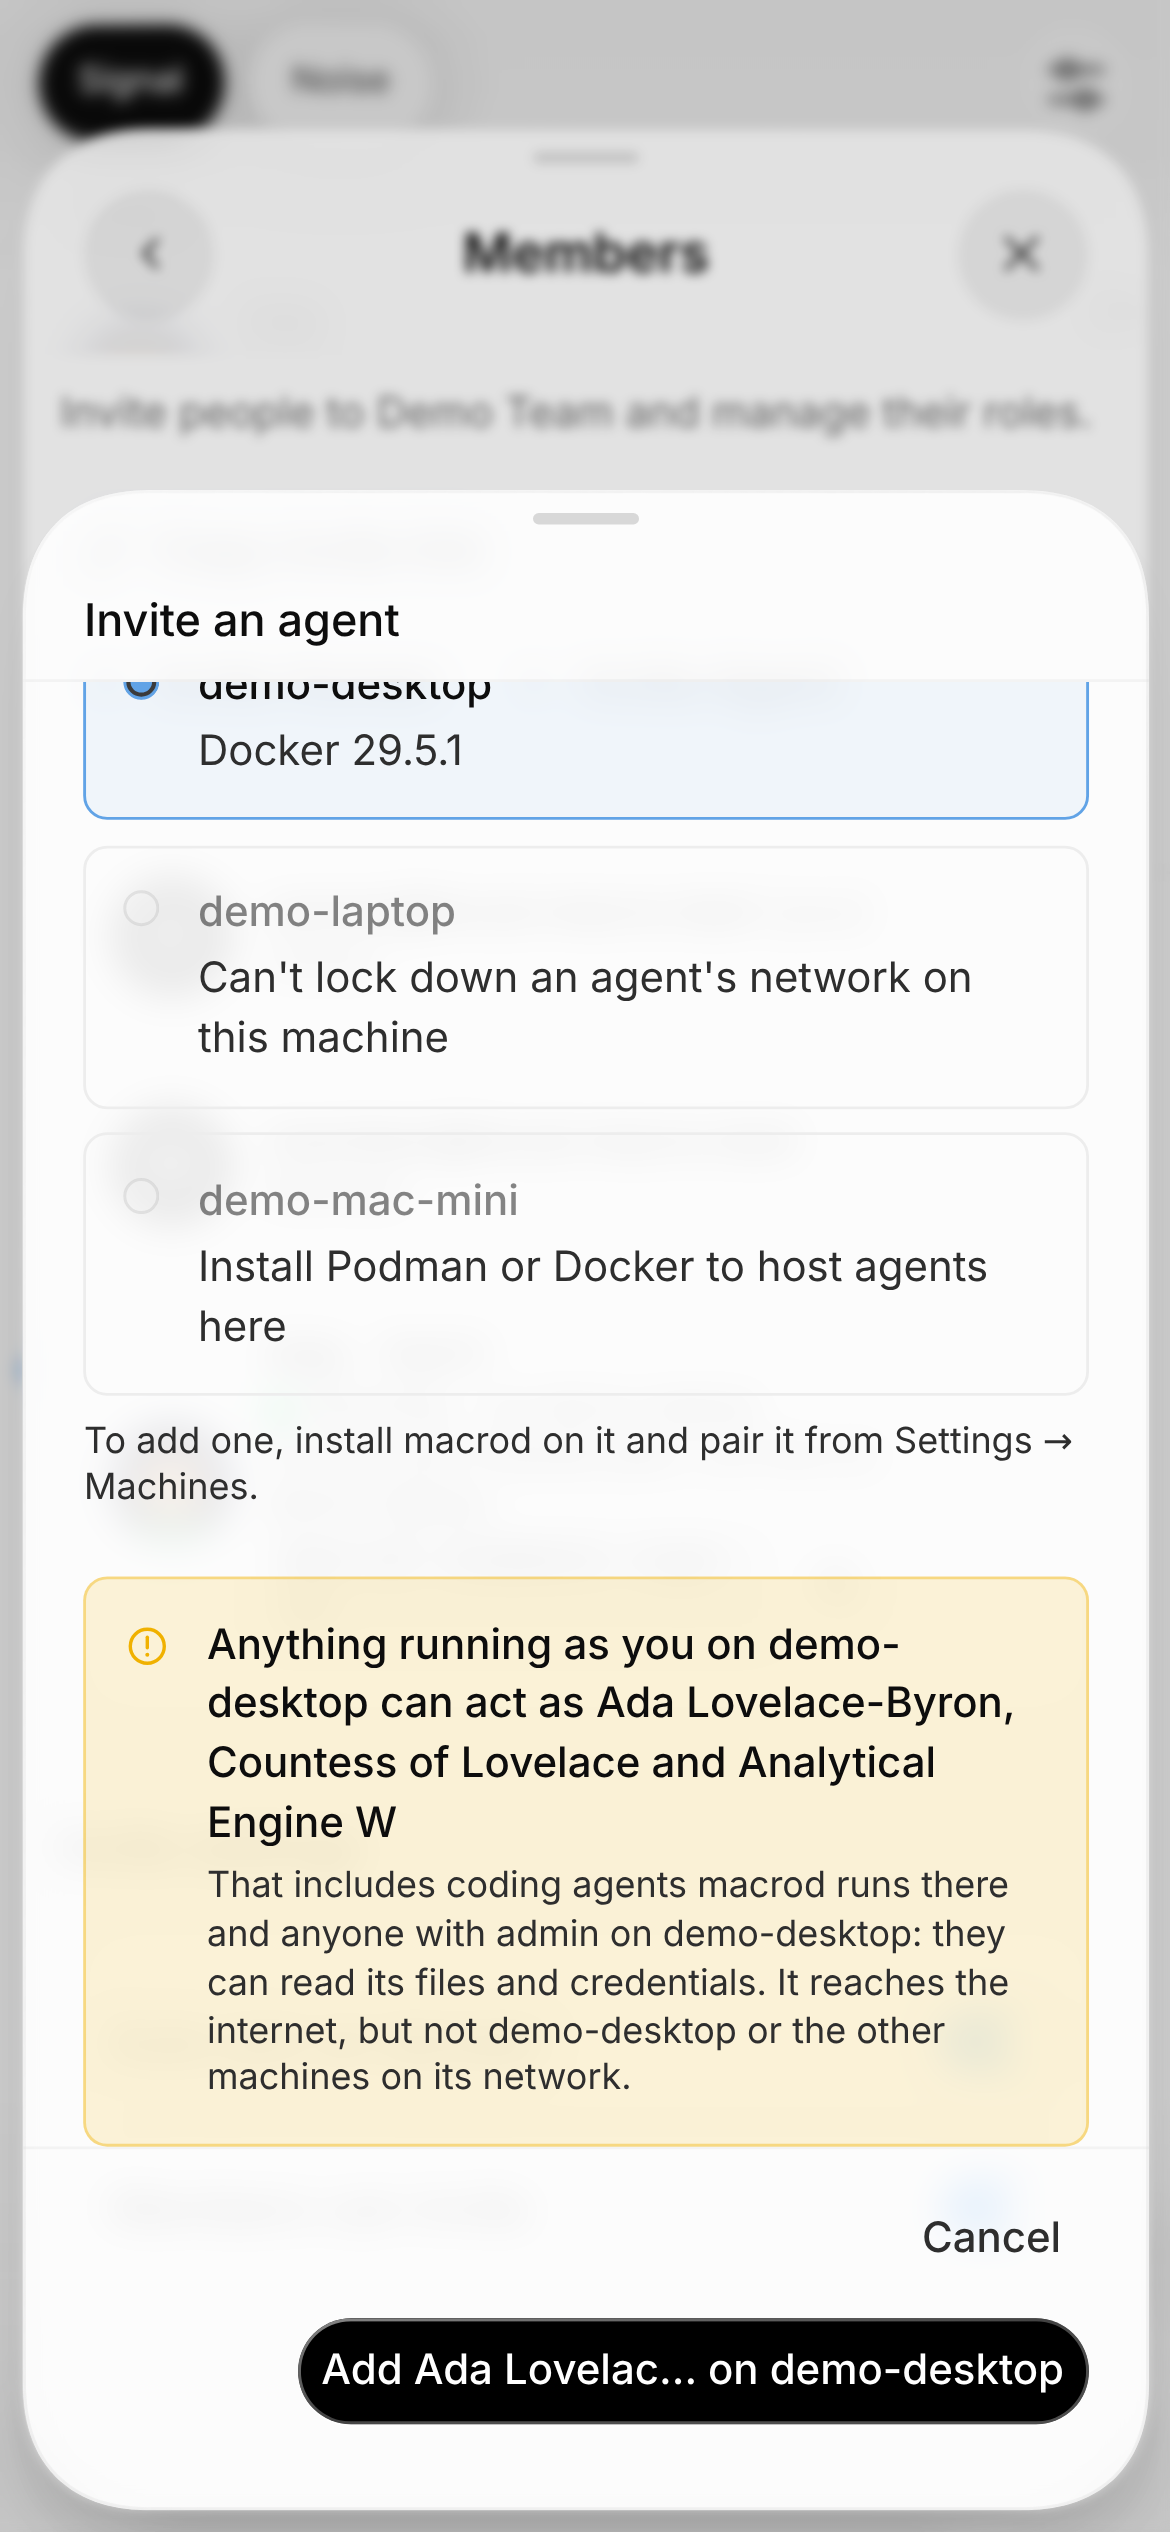 Signal
Noise
Members
Invite people to Demo Team and manage their roles.
Invite an agent
demo-desktop
Docker 29.5.1
demo-laptop
Can't lock down an agent's network on
this machine
demo-mac-mini
Install Podman or Docker to host agents
here
To add one, install macrod on it and pair it from Settings →
Machines.
Anything running as you on demo-
desktop can act as Ada Lovelace-Byron,
Countess of Lovelace and Analytical
Engine W
That includes coding agents macrod runs there
and anyone with admin on demo-desktop: they
can read its files and credentials. It reaches the
internet, but not demo-desktop or the other
machines on its network.
Cancel
Add Ada Lovelac... on demo-desktop